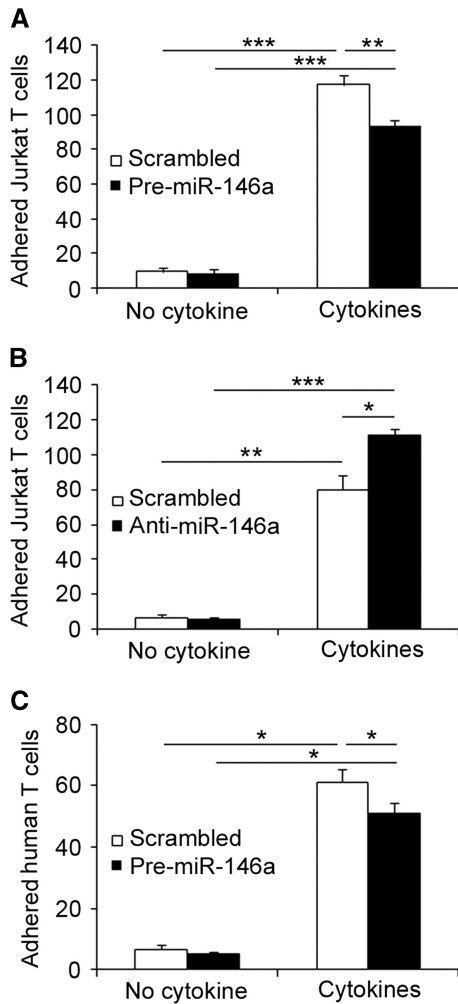 A
Adhered Jurkat T cells
140
120
100
80
60
40
20
0
*** **
***
Scrambled
Pre-miR-146a
No cytokine Cytokines
B
Adhered Jurkat T cells
140
120
100
80
60
40
20
0
***
*
**
Scrambled
Anti-miR-146a
No cytokine Cytokines
C
Adhered human T cells
80
60
40
20
0
* *
*
Scrambled
Pre-miR-146a
No cytokine Cytokines